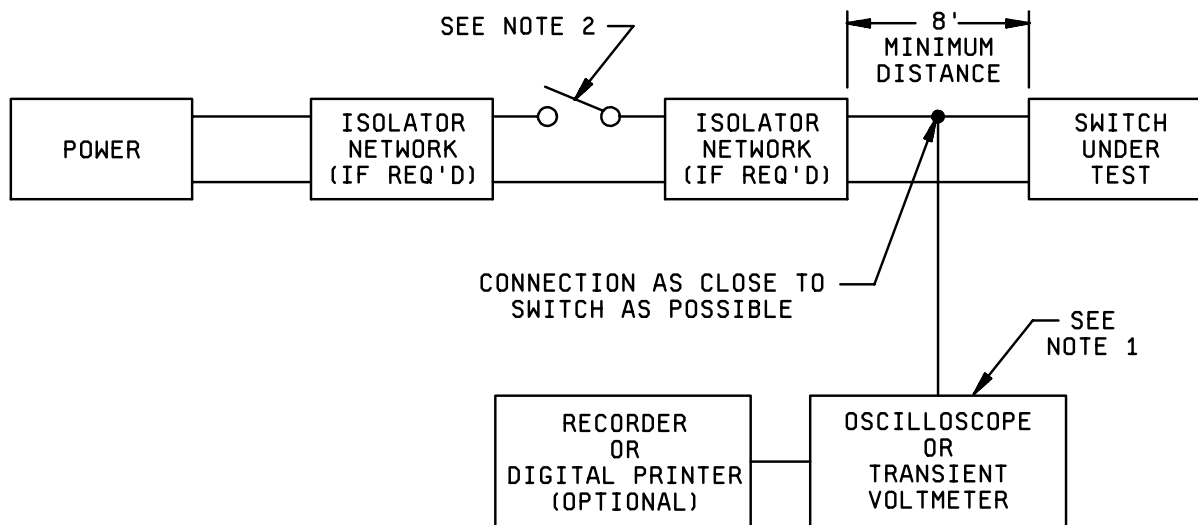 SEE NOTE 2
8'
MINIMUM
DISTANCE
POWER
ISOLATOR
NETWORK
(IF REQ'D)
ISOLATOR
NETWORK
(IF REQ'D)
SWITCH
UNDER
TEST
CONNECTION AS CLOSE TO
SWITCH AS POSSIBLE
SEE
NOTE 1
RECORDER
OR
DIGITAL PRINTER
(OPTIONAL)
OSCILLOSCOPE
OR
TRANSIENT
VOLTMETER